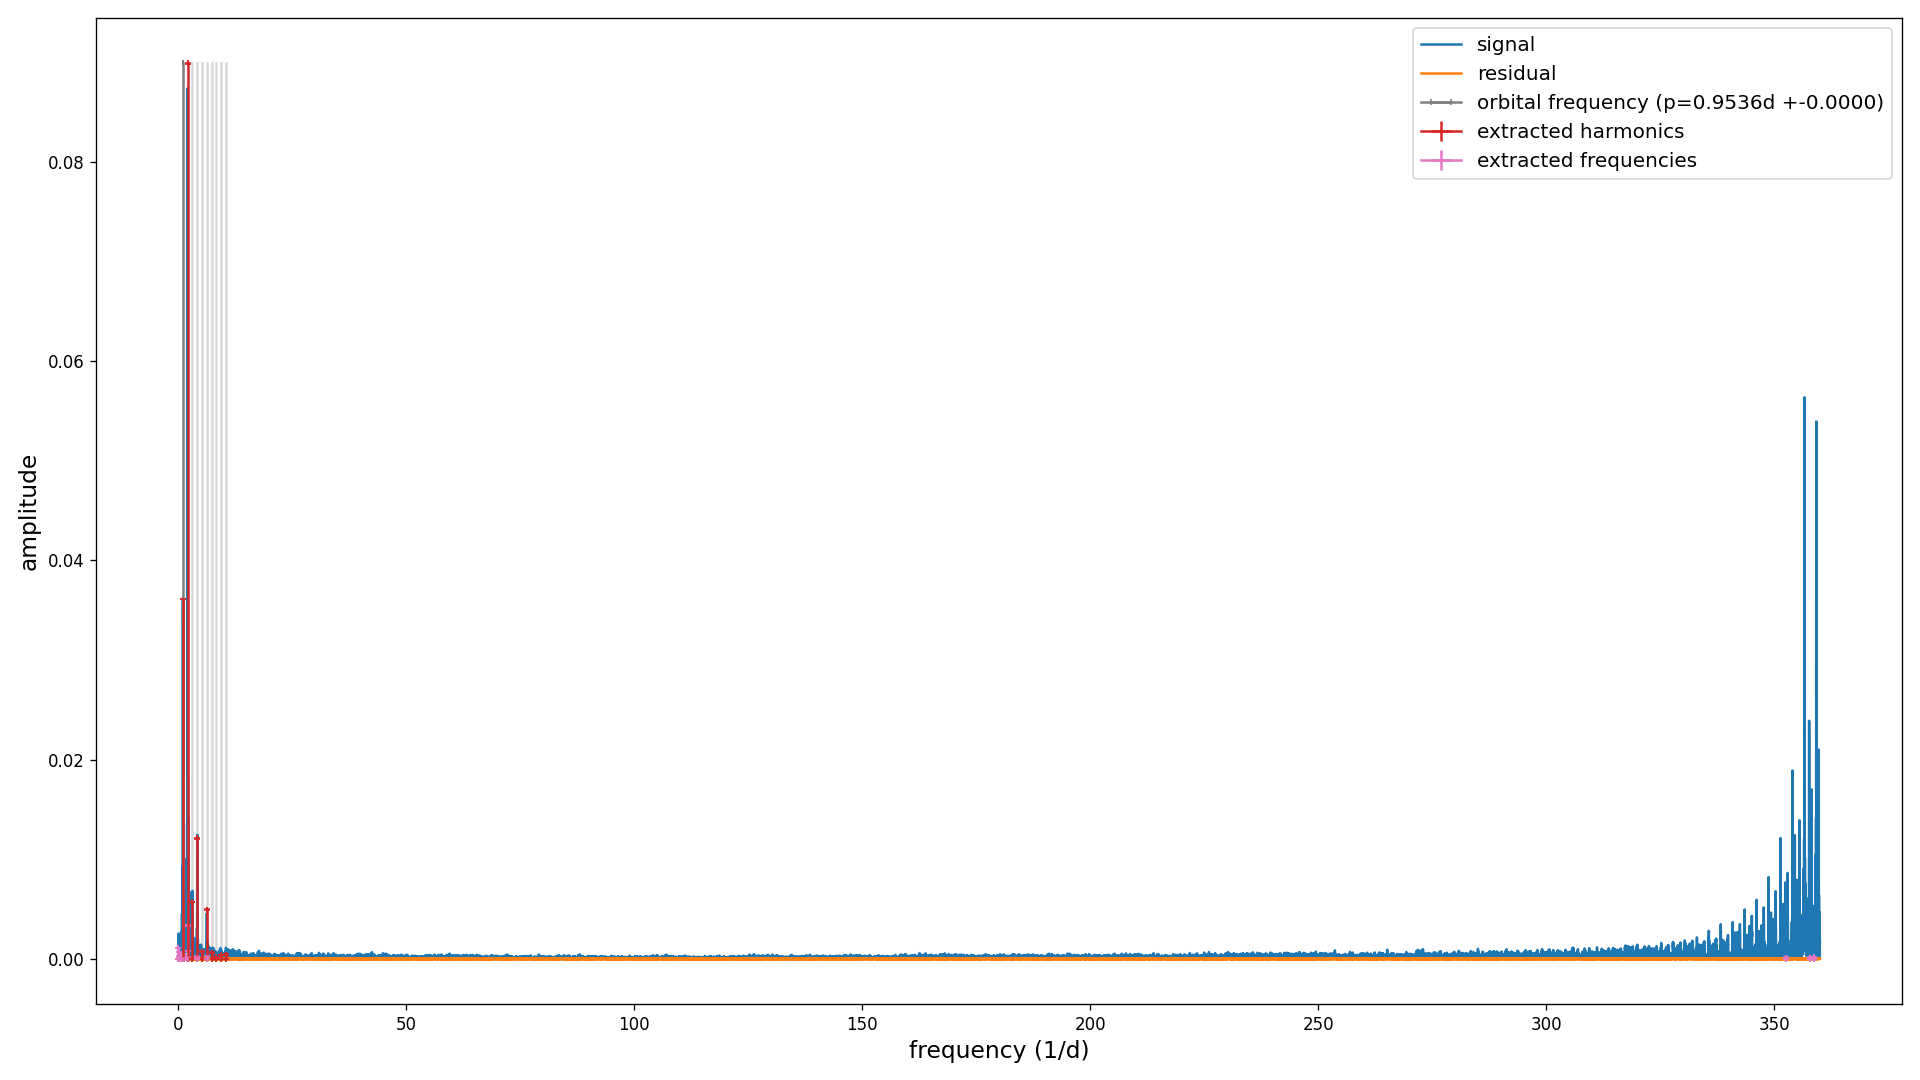 signal
residual
orbital frequency (p=0.9536d +-0.0000)
extracted harmonics
extracted frequencies
0.08
0.06
0.04
0.02
0.00
amplitude
0 50 100 150 200 250 300 350
frequency (1/d)